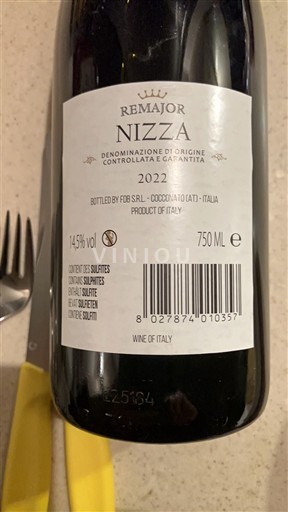 REMAJOR
NIZZA
DENOMINAZIONE DI ORIGINE
CONTROLLATA E GARANTITA
2022
BOTTLED BY FDB S.R.L. - COCCONATO (AT) - ITALIA
PRODUCT OF ITALY
14,5% vol
750 ML e
VINIOU
CONTIENT DES SULFITES
CONTAINS SULPHITES
ENTHÄLT SULFITE
BEVAT SULFIETEN
CONTIENE SOLFITI
8 027874 010357
WINE OF ITALY